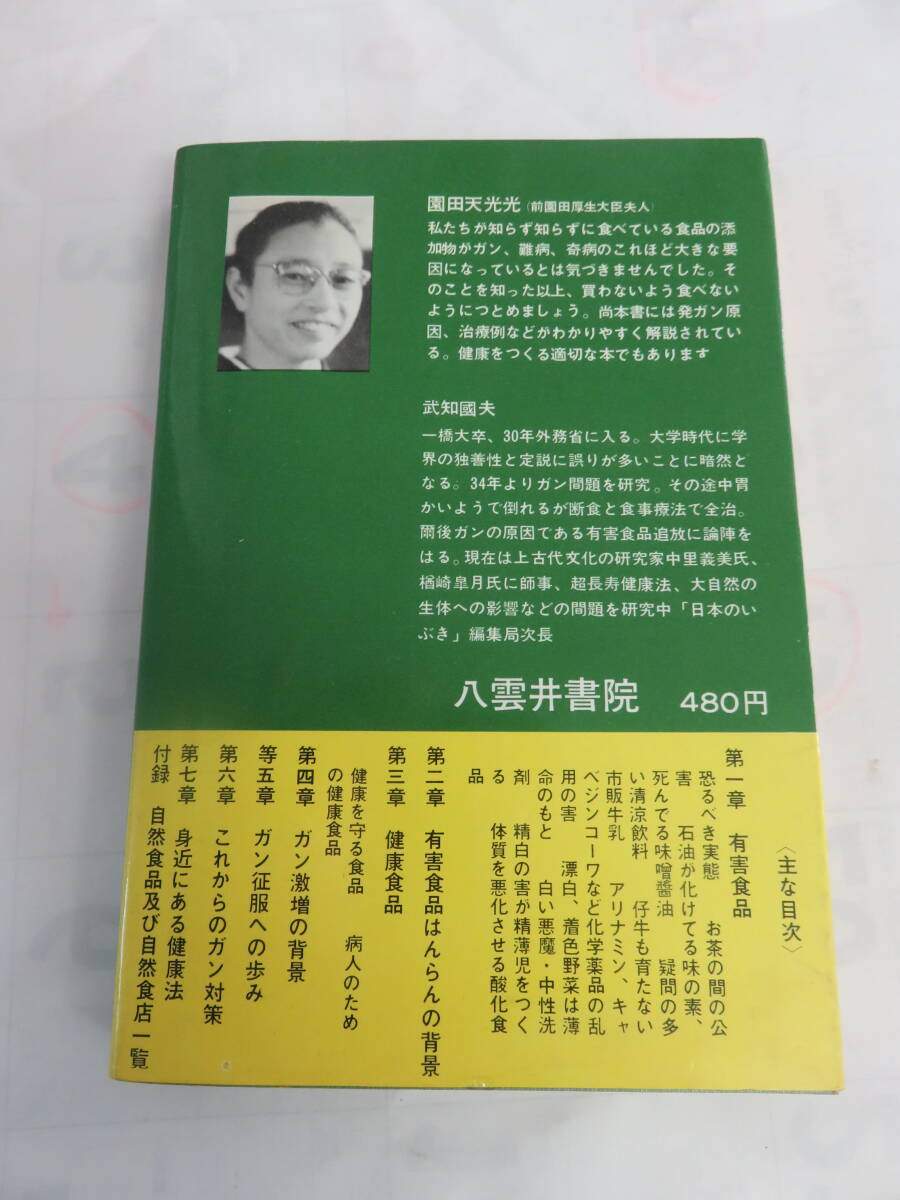 園田天光光(前園田厚生大臣夫人)
私たちが知らず知らずに食べている食品の添
加物がガン、難病、奇病のこれほど大きな要
因になっているとは気づきませんでした。そ
のことを知った以上、買わないよう食べない
ようにつとめましょう。尚本書には発ガン原
因、治療例などがわかりやすく解説されてい
る。健康をつくる適切な本でもあります
武知國夫
一橋大卒、30年外務省に入る。大学時代に学
界の独善性と定説に誤りが多いことに暗然と
なる。34年よりガン問題を研究。その途中胃
かいようで倒れるが断食と食事療法で全治。
爾後ガンの原因である有害食品追放に論陣を
はる。現在は上古代文化の研究家中里義美氏、
楢崎皐月氏に師事、超長寿健康法、大自然の
生体への影響などの問題を研究中「日本のい
ぶき」編集局次長
八雲井書院 480円
〈主な目次〉
第一章 有害食品
恐るべき実態 お茶の間の公
害 石油が化けてる味の素、
死んでる味噌醬油 疑問の多
い清涼飲料 仔牛も育たない
市販牛乳 アリナミン、キャ
ベジンコーワなど化学薬品の乱
用の害 漂白、着色野菜は薄
命のもと 白い悪魔・中性洗
剤 精白の害が精薄児をつく
る 体質を悪化させる酸化食
品
第二章 有害食品はんらんの背景
第三章 健康食品
健康を守る食品 病人のため
の健康食品
第四章 ガン激増の背景
等五章 ガン征服への歩み
第六章 これからのガン対策
第七章 身近にある健康法
付録 自然食品及び自然食店一覧